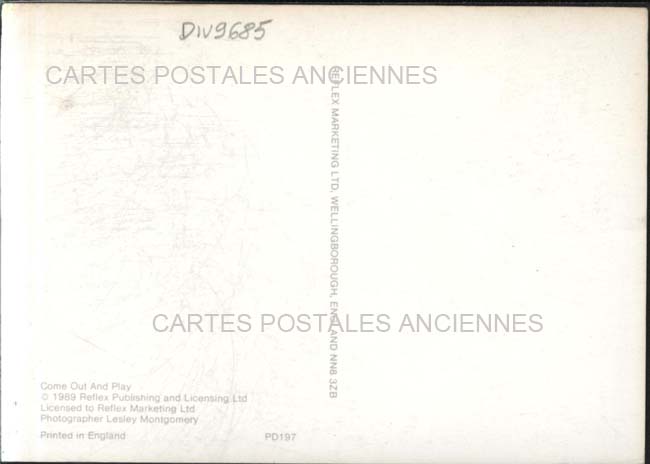 DIV9685
CARTES POSTALES ANCIENNES
REFLEX MARKETING LTD, WELLINGBOROUGH, ENGLAND NN8 3ZB
CARTES POSTALES ANCIENNES
Come Out And Play
© 1989 Reflex Publishing and Licensing Ltd
Licensed to Reflex Marketing Ltd
Photographer Lesley Montgomery
Printed in England
PD197